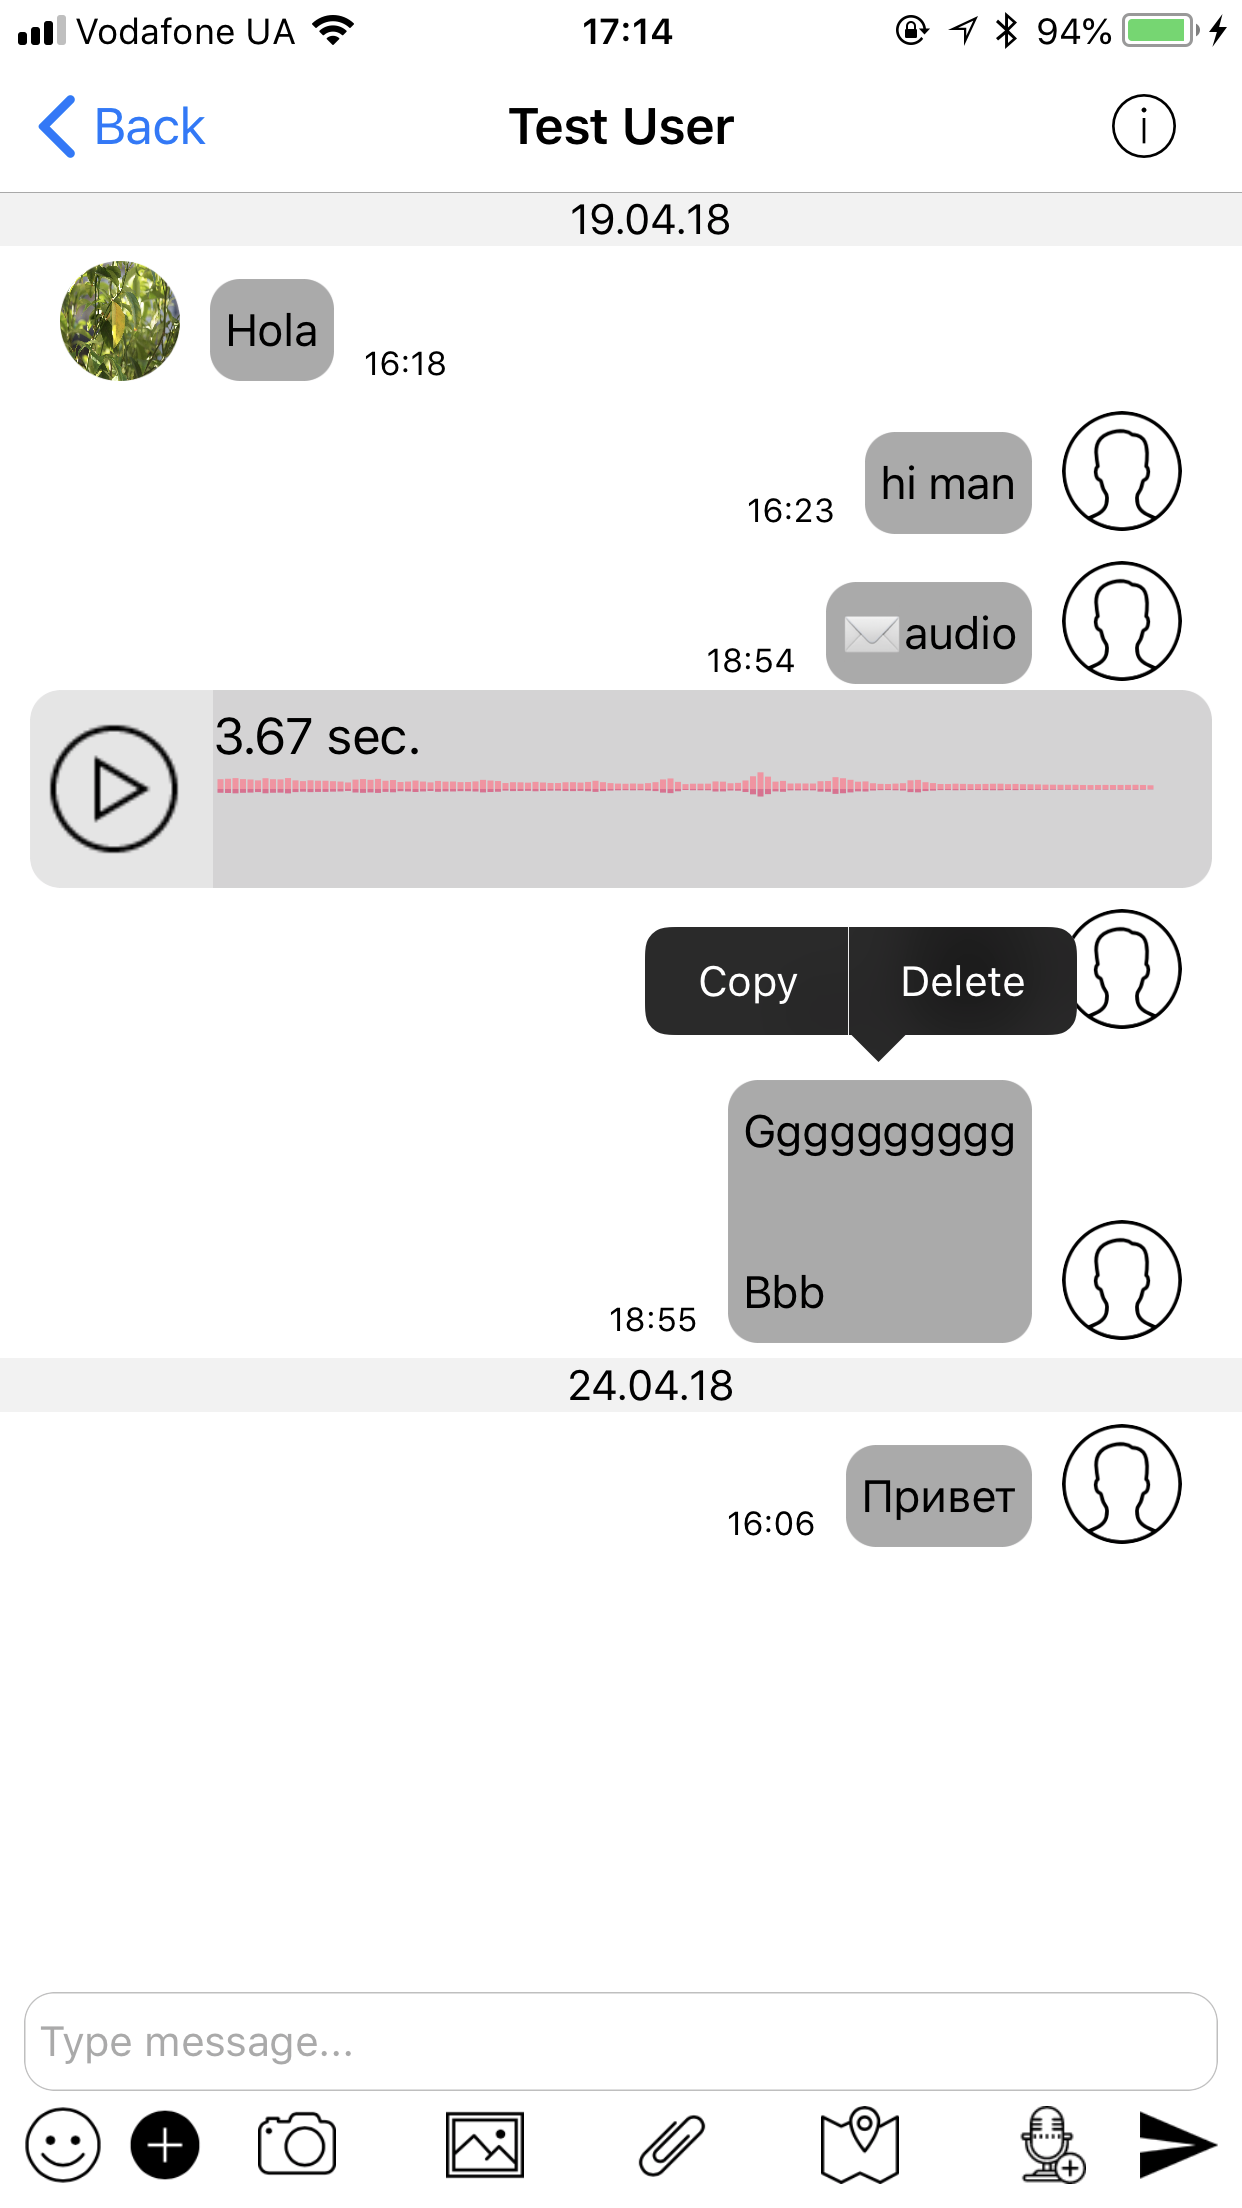 Vodafone UA 17:14 94%
Back Test User
19.04.18
Hola
16:18
hi man
16:23
audio
18:54
3.67 sec.
Copy Delete
Gggggggggg
Bbb
18:55
24.04.18
Привет
16:06
Type message...